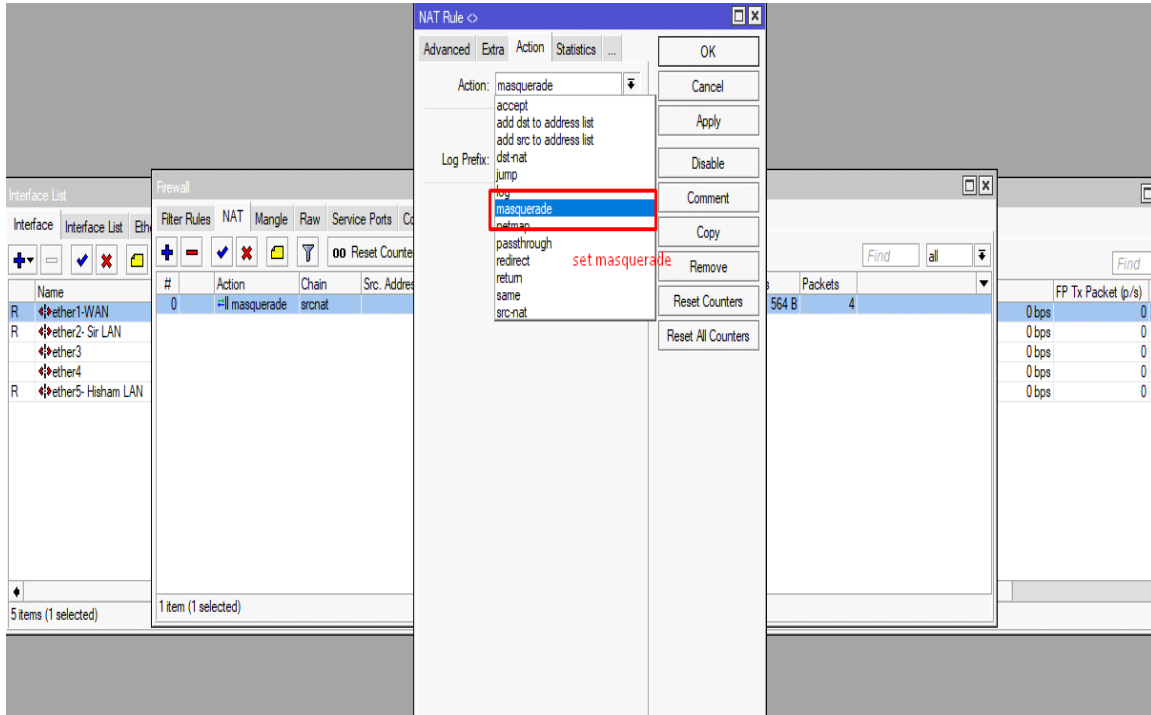 NAT Rule <>
Advanced Extra Action Statistics ...
Action: masquerade
accept
add dst to address list
add src to address list
dst-nat
jump
log
masquerade
netmap
passthrough
redirect
return
same
src-nat
Log Prefix:
set masquerade
OK
Cancel
Apply
Disable
Comment
Copy
Remove
Reset Counters
Reset All Counters
Firewall
Filter Rules NAT Mangle Raw Service Ports
00 Reset Counte
Find all
# Action Chain Src. Addres Packets
0 masquerade srcnat 564 B 4
1 item (1 selected)
Interface List
Interface Interface List Eth
Find
Name FP Tx Packet (p/s)
R ether1-WAN 0 bps 0
R ether2- Sir LAN 0 bps 0
ether3 0 bps 0
ether4 0 bps 0
R ether5- Hisham LAN 0 bps 0
5 items (1 selected)